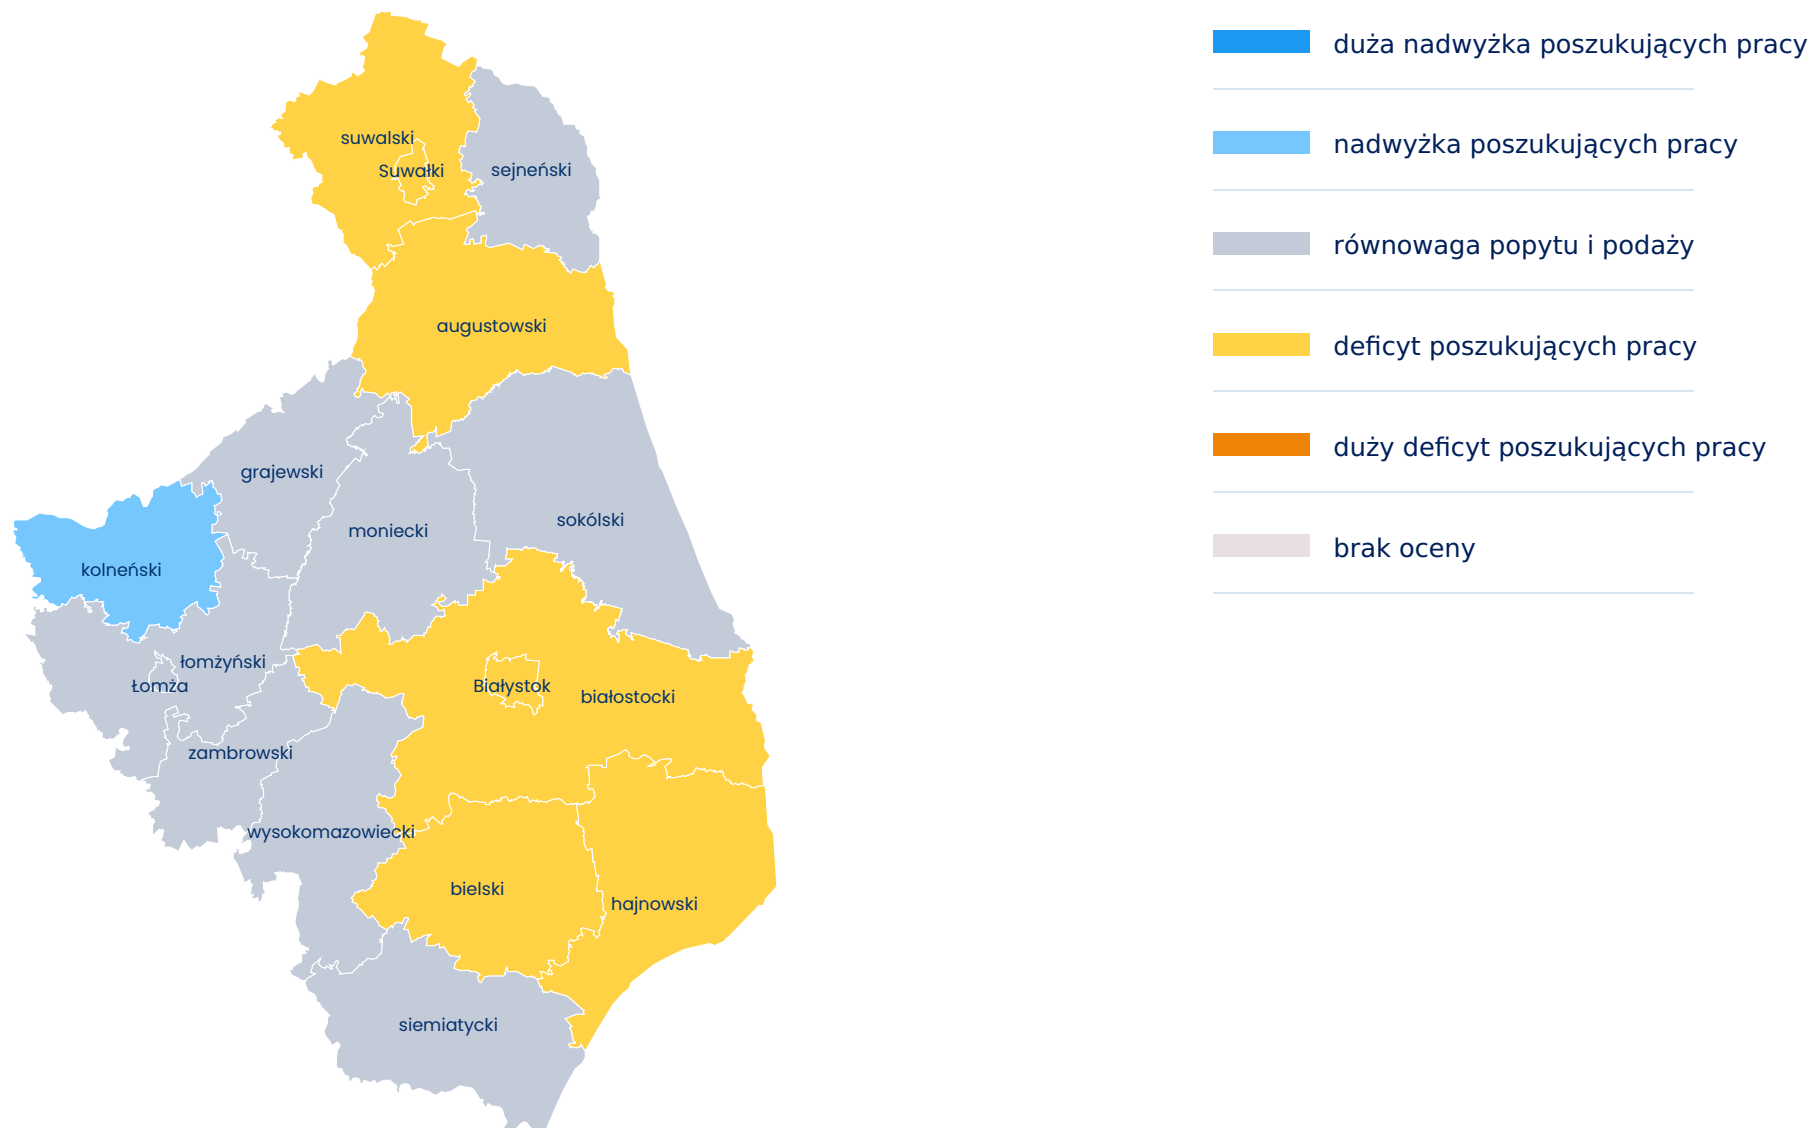 suwalski
Suwałki
sejneński
augustowski
grajewski
moniecki
sokólski
kolneński
łomżyński
Łomża
Białystok
białostocki
zambrowski
wysokomazowiecki
bielski
hajnowski
siemiatycki
duża nadwyżka poszukujących pracy
nadwyżka poszukujących pracy
równowaga popytu i podaży
deficyt poszukujących pracy
duży deficyt poszukujących pracy
brak oceny